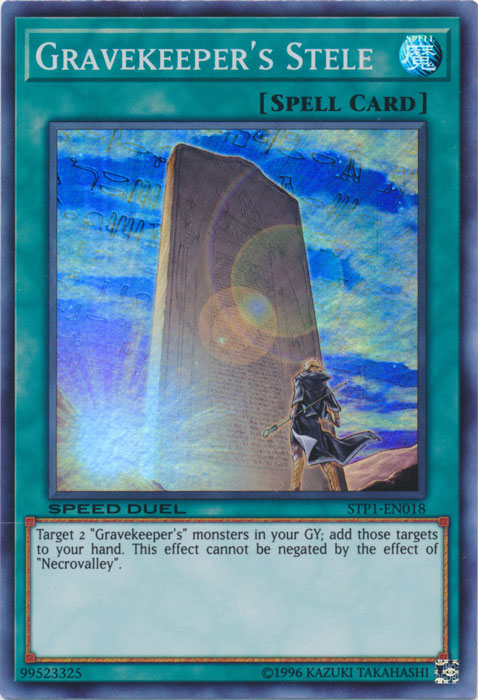 GRAVEKEEPER'S STELE
SPELL
魔
[SPELL CARD]
SPEED DUEL
STP1-EN018
Target 2 "Gravekeeper's" monsters in your GY; add those targets
to your hand. This effect cannot be negated by the effect of
"Necrovalley".
99523325
©1996 KAZUKI TAKAHASHI